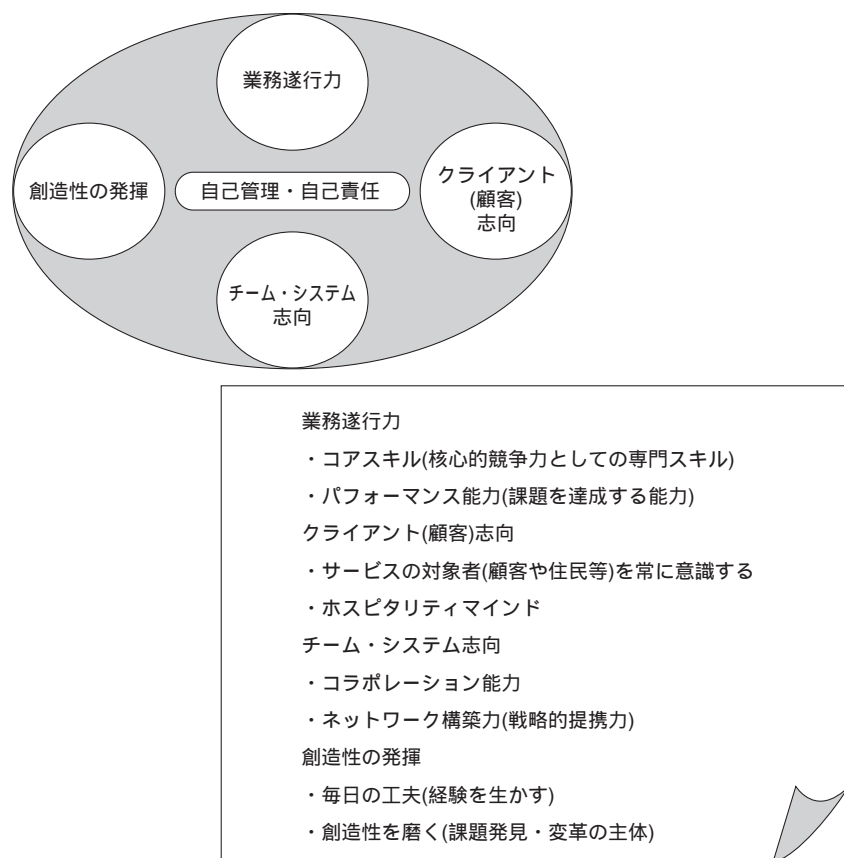 業務遂行力
創造性の発揮
自己管理・自己責任
クライアント
(顧客)
志向
チーム・システム
志向
業務遂行力
・コアスキル(核心的競争力としての専門スキル)
・パフォーマンス能力(課題を達成する能力)
クライアント(顧客)志向
・サービスの対象者(顧客や住民等)を常に意識する
・ホスピタリティマインド
チーム・システム志向
・コラボレーション能力
・ネットワーク構築力(戦略的提携力)
創造性の発揮
・毎日の工夫(経験を生かす)
・創造性を磨く(課題発見・変革の主体)